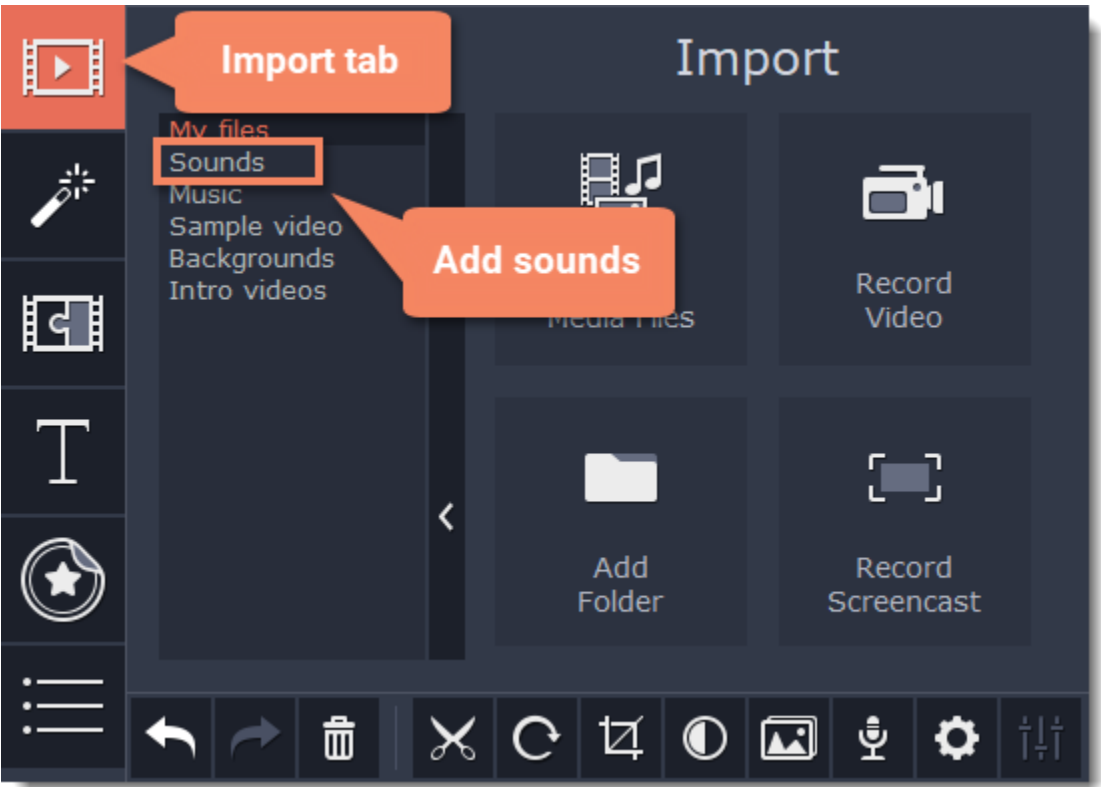 Import tab
Import
My files
Sounds
Music
Sample video
Backgrounds
Intro videos
Add sounds
Media Files
Record
Video
Add
Folder
Record
Screencast